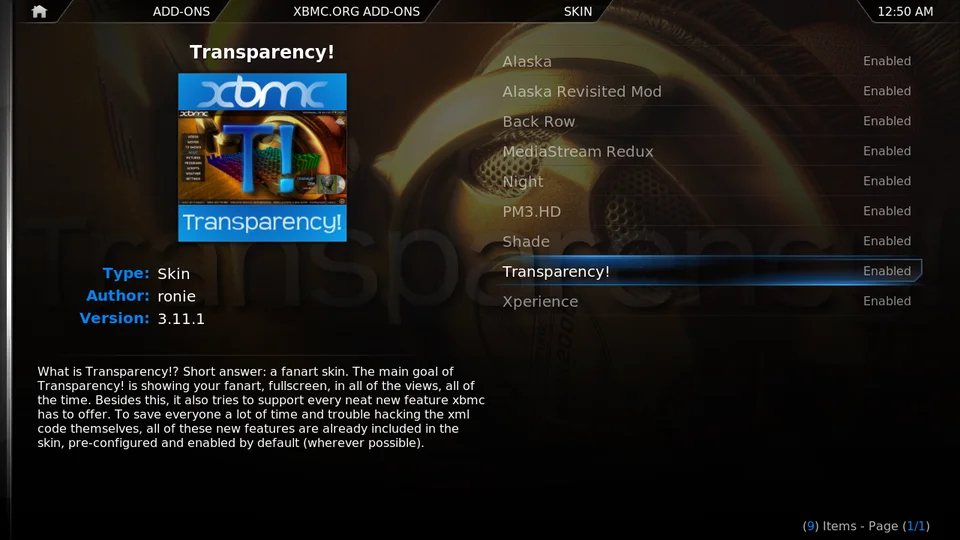 ADD-ONS
XBMC.ORG ADD-ONS
SKIN
12:50 AM
Transparency!
xbmc
T!
Transparency!
Type: Skin
Author: ronie
Version: 3.11.1
What is Transparency!? Short answer: a fanart skin. The main goal of
Transparency! is showing your fanart, fullscreen, in all of the views, all of
the time. Besides this, it also tries to support every neat new feature xbmc
has to offer. To save everyone a lot of time and trouble hacking the xml
code themselves, all of these new features are already included in the
skin, pre-configured and enabled by default (wherever possible).
Alaska Enabled
Alaska Revisited Mod Enabled
Back Row Enabled
MediaStream Redux Enabled
Night Enabled
PM3.HD Enabled
Shade Enabled
Transparency! Enabled
Xperience Enabled
Transparency!
(9) Items - Page (1/1)